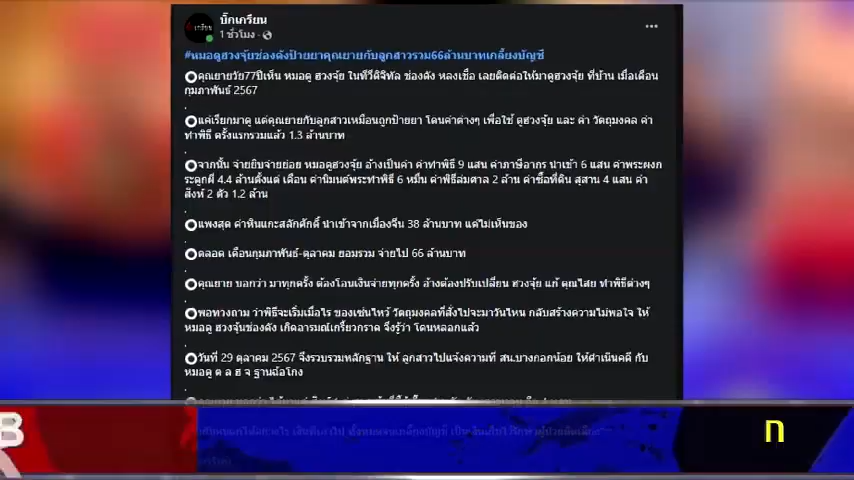 บิ๊กเกรียน
1 ชั่วโมง
#หมอดูฮวงจุ้ยช่องดังป้ายยาคุณยายกับลูกสาวรวม66ล้านบาทเกลี้ยงบัญชี
คุณยายวัย77ปีเห็น หมอดู ฮวงจุ้ย ในทีวีดิจิทัล ช่องดัง หลงเชื่อ เลยติดต่อให้มาดูฮวงจุ้ย ที่บ้าน เมื่อเดือน
กุมภาพันธ์ 2567
.
แค่เรียกมาดู แต่คุณยายกับลูกสาวเหมือนถูกป้ายยา โดนค่าต่างๆ เพื่อใช้ ดูฮวงจุ้ย และ ค่า วัตถุมงคล ค่า
ทำพิธี ครั้งแรกรวมแล้ว 1.3 ล้านบาท
.
จากนั้น จ่ายยิบจ่ายย่อย หมอดูฮวงจุ้ย อ้างเป็นค่า ค่าทำพิธี 9 แสน ค่าภาษีอากร นำเข้า 6 แสน ค่าพระผงก
ระดูกผี 4.4 ล้านตั้งแต่ เดือน ค่านิมนต์พระทำพิธี 6 หมื่น ค่าพิธีล่มศาล 2 ล้าน ค่าซื้อที่ดิน สุสาน 4 แสน ค่า
สิงห์ 2 ตัว 1.2 ล้าน
.
แพงสุด ค่าหินแกะสลักศักดิ์ นำเข้าจากเมืองจีน 38 ล้านบาท แต่ไม่เห็นของ
.
ตลอด เดือนกุมภาพันธ์-ตุลาคม ยอมรวม จ่ายไป 66 ล้านบาท
.
คุณยาย บอกว่า มาทุกครั้ง ต้องโอนเงินจ่ายทุกครั้ง อ้างต้องปรับเปลี่ยน ฮวงจุ้ย แก้ คุณไสย ทำพิธีต่างๆ
.
พอทวงถาม ว่าพิธีจะเริ่มเมื่อไร ของเซ่นไหว้ วัตถุมงคลที่สั่งไปจะมาวันไหน กลับสร้างความไม่พอใจ ให้
หมอดู ฮวงจุ้นช่องดัง เกิดอารมณ์เกรี้ยวกราด จึงรู้ว่า โดนหลอกแล้ว
.
วันที่ 29 ตุลาคม 2567 จึงรวบรวมหลักฐาน ให้ ลูกสาวไปแจ้งความที่ สน.บางกอกน้อย ให้ดำเนินคดี กับ
หมอดู ต ล ฮ จ ฐานฉ้อโกง
.
ก